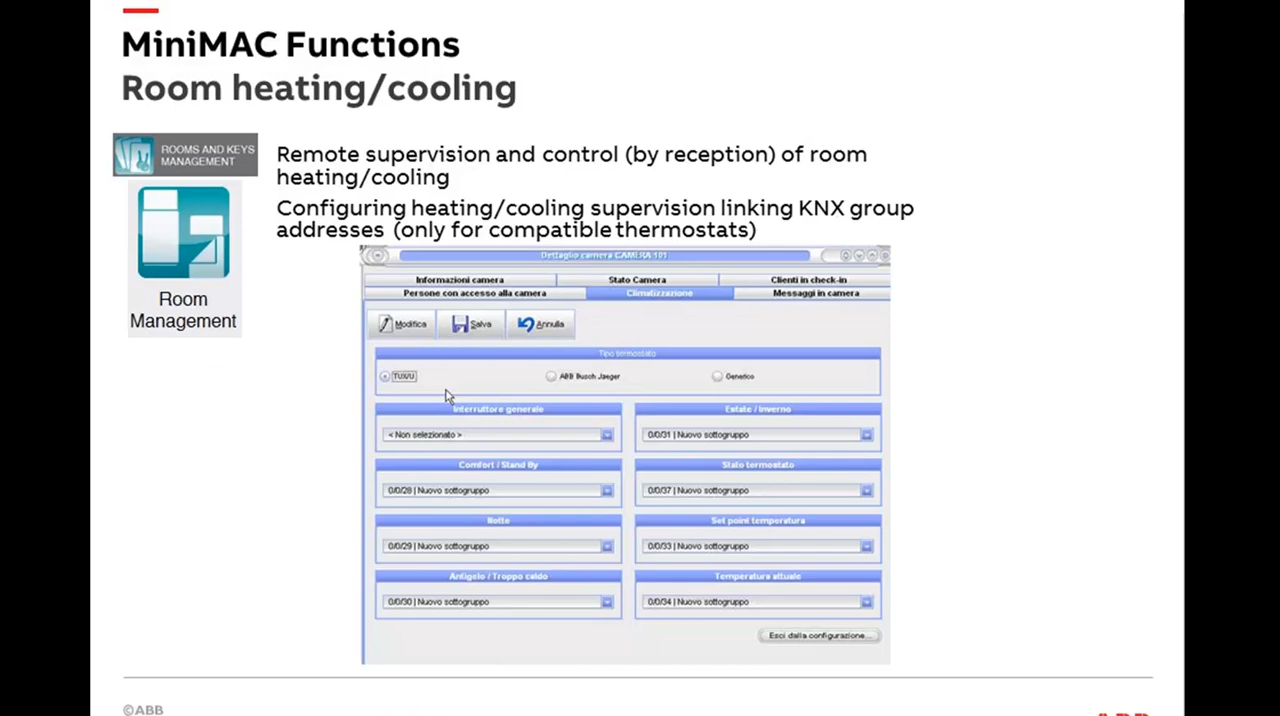 MiniMAC Functions
Room heating/cooling
ROOMS AND KEYS
MANAGEMENT
Remote supervision and control (by reception) of room
heating/cooling
Configuring heating/cooling supervision linking KNX group
addresses (only for compatible thermostats)
Room
Management
Dettaglio camera CAMERA 101
Informazioni camera
Stato Camera
Clienti in check-in
Persone con accesso alla camera
Climatizzazione
Messaggi in camera
Modifica
Salva
Annulla
Tipo termostato
TUX/U
ABB Busch Jaeger
Generico
Interruttore generale
Estate / Inverno
< Non selezionato >
0/0/31 | Nuovo sottogruppo
Comfort / Stand By
Stato termostato
0/0/28 | Nuovo sottogruppo
0/0/37 | Nuovo sottogruppo
Notte
Set point temperatura
0/0/29 | Nuovo sottogruppo
0/0/33 | Nuovo sottogruppo
Antigelo / Troppo caldo
Temperatura attuale
0/0/30 | Nuovo sottogruppo
0/0/34 | Nuovo sottogruppo
Esci dalla configurazione...
©ABB
ABB